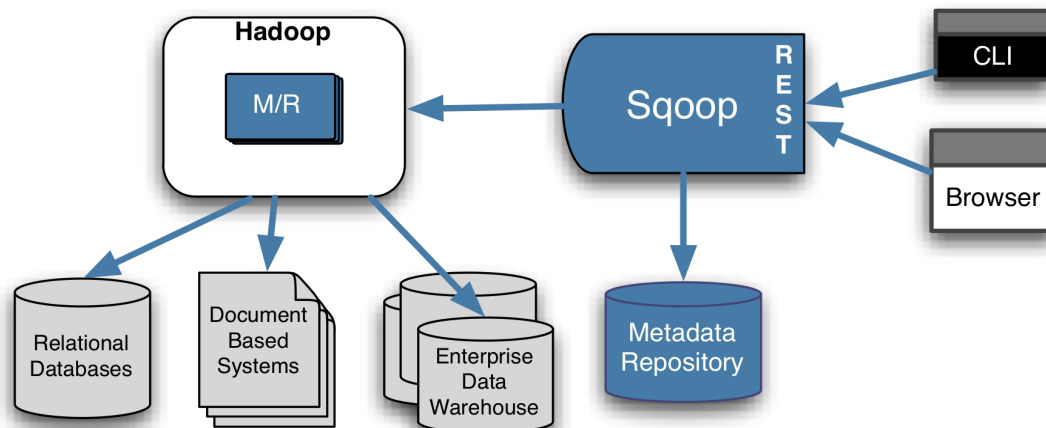 Hadoop
M/R
Sqoop
R
E
S
T
CLI
Browser
Relational
Databases
Document
Based
Systems
Enterprise
Data
Warehouse
Metadata
Repository